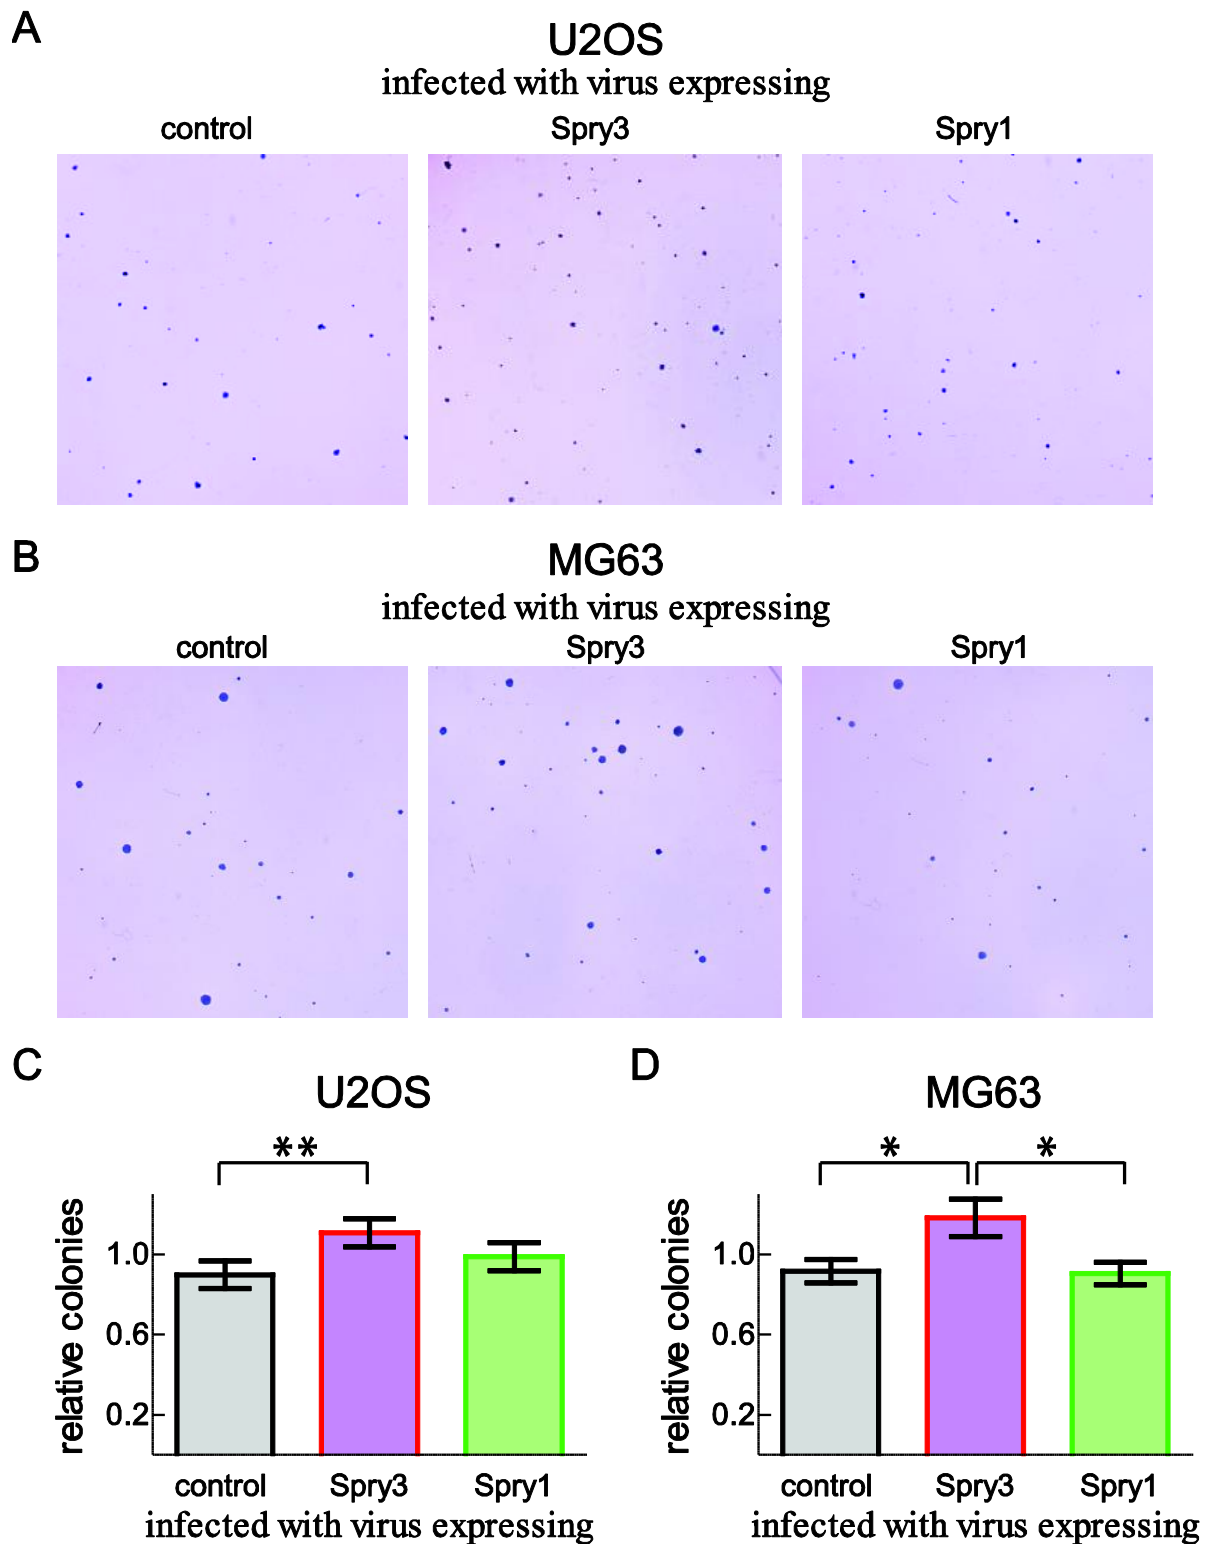 A
U2OS
infected with virus expressing
control Spry3 Spry1
B
MG63
infected with virus expressing
control Spry3 Spry1
C
U2OS
**
relative colonies
1.0
0.6
0.2
control Spry3 Spry1
infected with virus expressing
D
MG63
* *
relative colonies
1.0
0.6
0.2
control Spry3 Spry1
infected with virus expressing